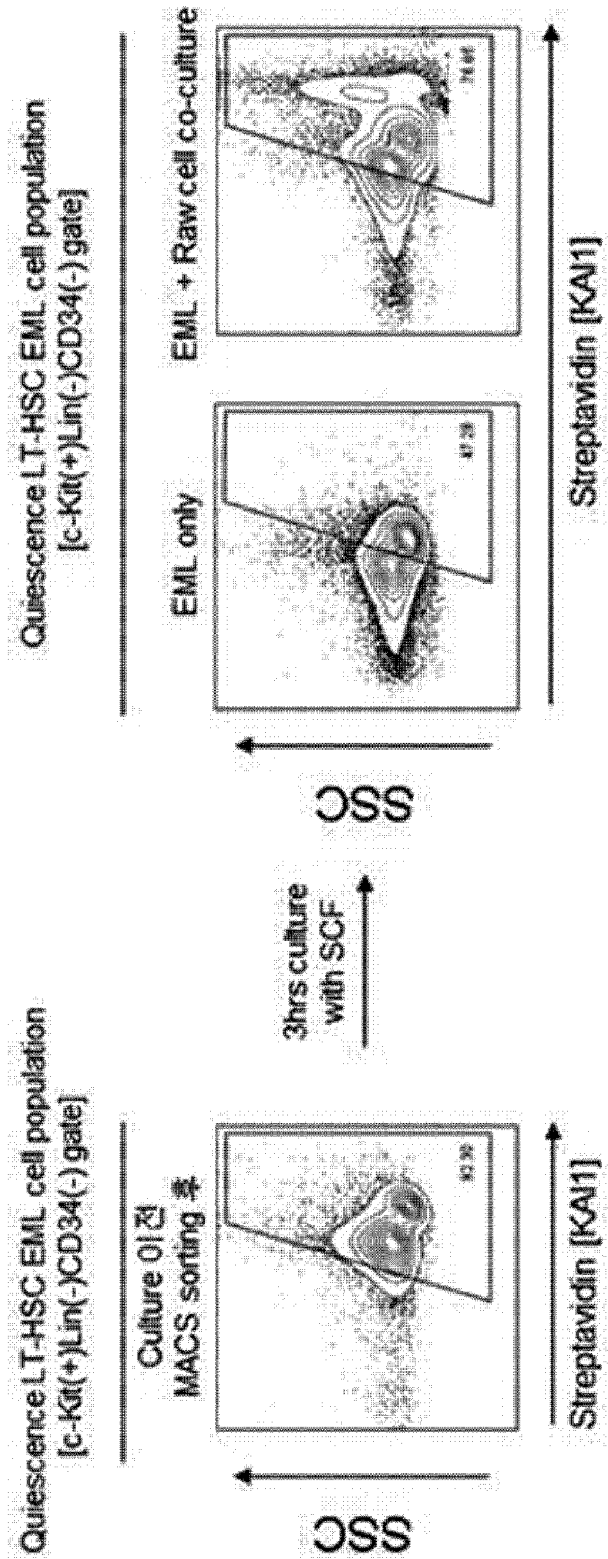 Quiescence LT-HSC EML cell population
[c-Kit(+)Lin(-)CD34(-) gate]
Culture 이전
MACS sorting 후
SSC
Streptavidin [KAI1]
3hrs culture
with SCF
Quiescence LT-HSC EML cell population
[c-Kit(+)Lin(-)CD34(-) gate]
EML only
EML + Raw cell co-culture
SSC
47.28
Streptavidin [KAI1]